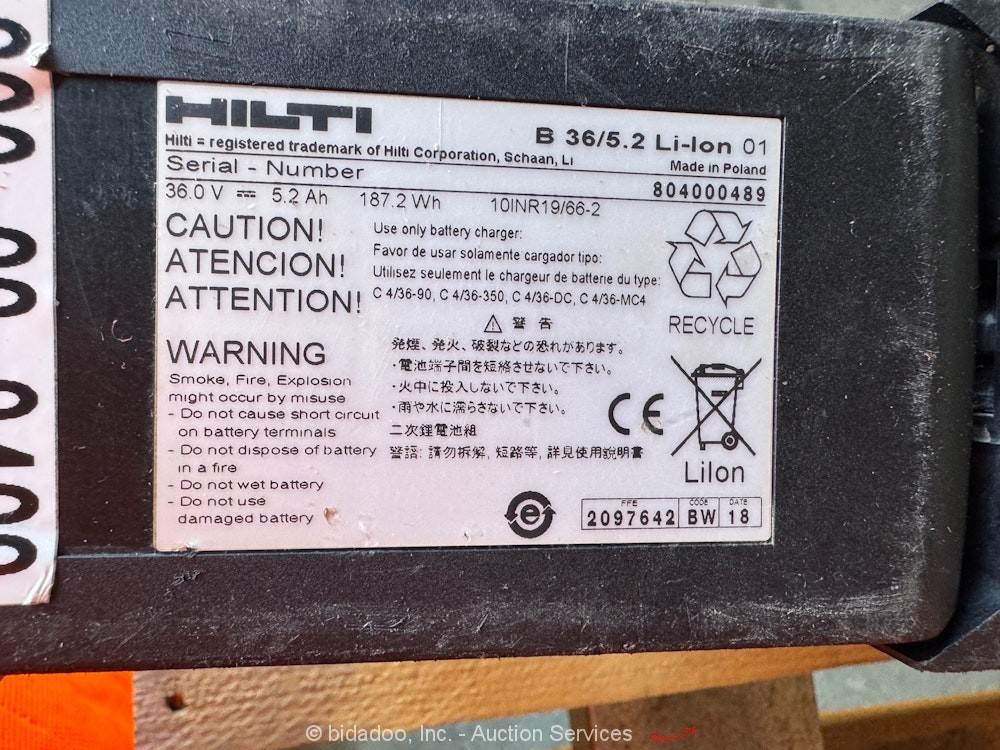 HILTI
B 36/5.2 Li-Ion 01
Hilti = registered trademark of Hilti Corporation, Schaan, Li
Made in Poland
Serial - Number
804000489
36.0 V 5.2 Ah 187.2 Wh 10INR19/66-2
CAUTION!
ATENCION!
ATTENTION!
Use only battery charger:
Favor de usar solamente cargador tipo:
Utilisez seulement le chargeur de batterie du type:
C 4/36-90, C 4/36-350, C 4/36-DC, C 4/36-MC4
RECYCLE
WARNING
Smoke, Fire, Explosion
might occur by misuse
- Do not cause short circuit
on battery terminals
- Do not dispose of battery
in a fire
- Do not wet battery
- Do not use
damaged battery
警告
発煙、発火、破裂などの恐れがあります。
・電池端子間を短絡させないで下さい。
・火中に投入しないで下さい。
・雨や水に濡らさないで下さい。
二次鋰電池組
警語: 請勿拆解, 短路等, 詳見使用說明書
CE
LiIon
e
FFE CODE DATE
2097642 BW 18
© bidadoo, Inc. - Auction Services